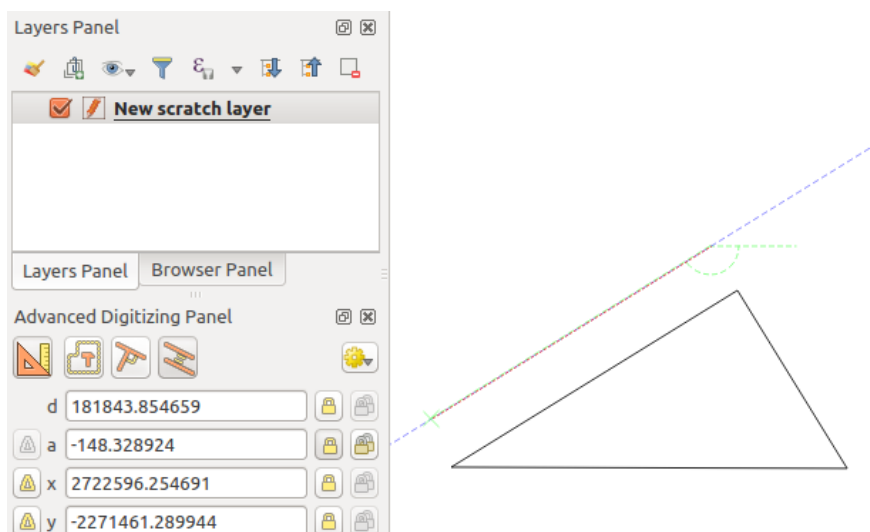 Layers Panel
New scratch layer
Layers Panel Browser Panel
Advanced Digitizing Panel
d 181843.854659
a -148.328924
x 2722596.254691
y -2271461.289944